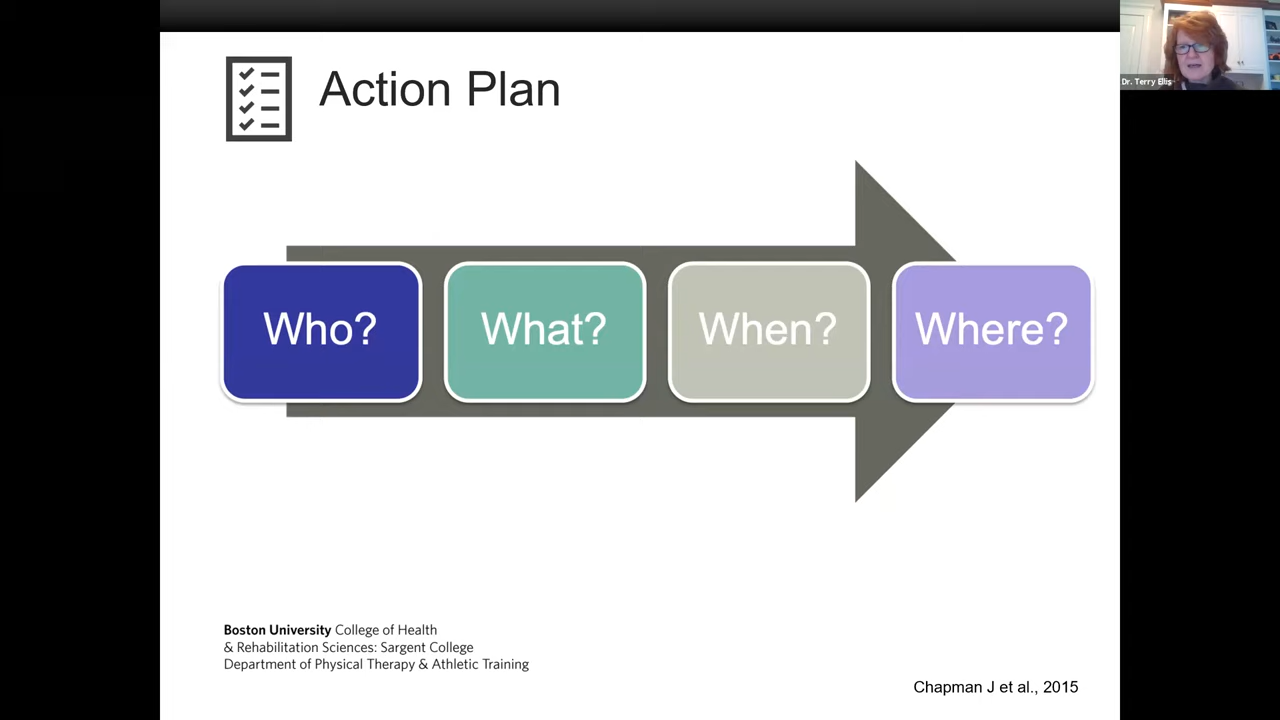 Action Plan
Dr. Terry Ellis
Who?
What?
When?
Where?
Boston University College of Health
& Rehabilitation Sciences: Sargent College
Department of Physical Therapy & Athletic Training
Chapman J et al., 2015